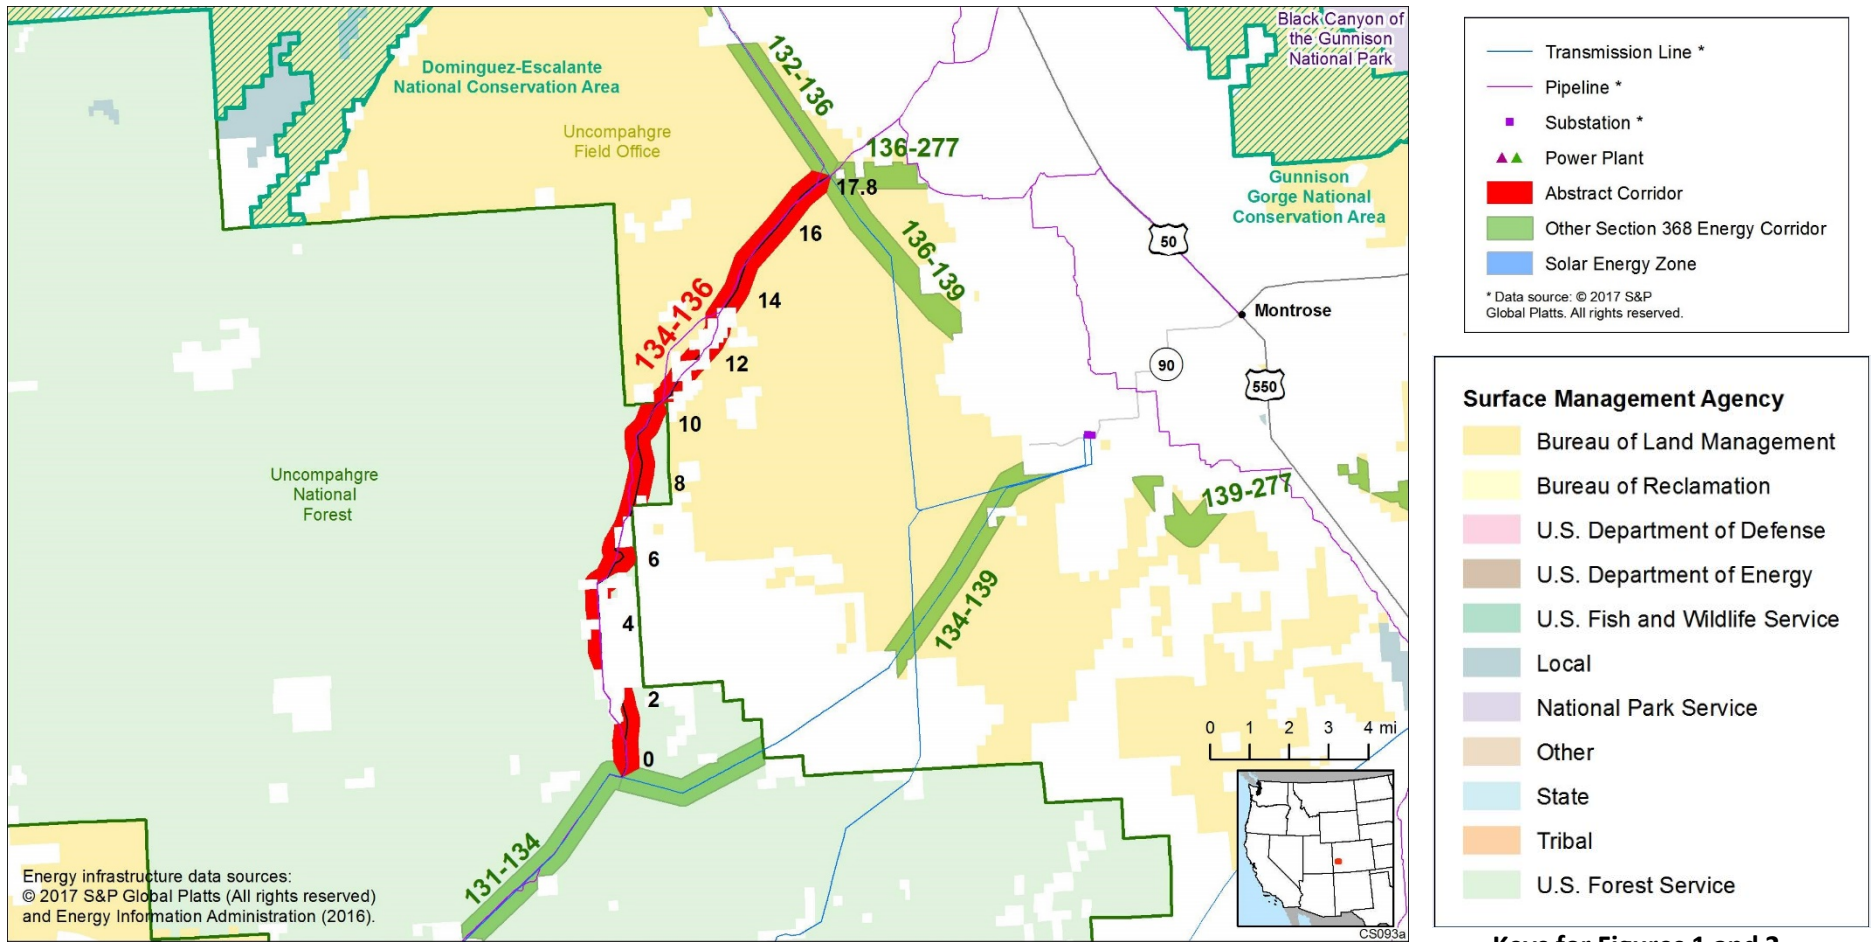 Black Canyon of
the Gunnison
National Park
Dominguez-Escalante
National Conservation Area
Uncompahgre
Field Office
132-136
136-277
17.8
Gunnison
Gorge National
Conservation Area
136-139
16
50
14
134-136
Montrose
12
90
550
10
Uncompahgre
National
Forest
8
139-277
6
134-139
4
2
0 1 2 3 4 mi
0
131-134
Energy infrastructure data sources:
© 2017 S&P Global Platts (All rights reserved)
and Energy Information Administration (2016).
CS093a
Transmission Line *
Pipeline *
Substation *
Power Plant
Abstract Corridor
Other Section 368 Energy Corridor
Solar Energy Zone
* Data source: © 2017 S&P
Global Platts. All rights reserved.
Surface Management Agency
Bureau of Land Management
Bureau of Reclamation
U.S. Department of Defense
U.S. Department of Energy
U.S. Fish and Wildlife Service
Local
National Park Service
Other
State
Tribal
U.S. Forest Service
Keys for Figures 1 and 2